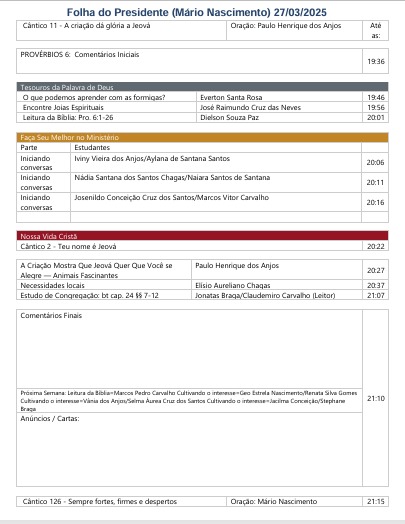 Folha do Presidente (Mário Nascimento) 27/03/2025
Cântico 11 - A criação dá glória a Jeová Oração: Paulo Henrique dos Anjos Até as:
PROVÉRBIOS 6: Comentários Iniciais 19:36
Tesouros da Palavra de Deus
O que podemos aprender com as formigas? Everton Santa Rosa 19:46
Encontre Joias Espirituais José Raimundo Cruz das Neves 19:56
Leitura da Bíblia: Pro. 6:1-26 Dielson Souza Paz 20:01
Faça Seu Melhor no Ministério
Parte Estudantes
Iniciando conversas Iviny Vieira dos Anjos/Aylana de Santana Santos 20:06
Iniciando conversas Nádia Santana dos Santos Chagas/Naiara Santos de Santana 20:11
Iniciando conversas Josenildo Conceição Cruz dos Santos/Marcos Vitor Carvalho 20:16
Nossa Vida Cristã
Cântico 2 - Teu nome é Jeová 20:22
A Criação Mostra Que Jeová Quer Que Você se Paulo Henrique dos Anjos 20:27
Alegre — Animais Fascinantes
Necessidades locais Elísio Aureliano Chagas 20:37
Estudo de Congregação: bt cap. 24 §§ 7-12 Jonatas Braga/Claudemiro Carvalho (Leitor) 21:07
Comentários Finais
Próxima Semana: Leitura da Bíblia=Marcos Pedro Carvalho Cultivando o interesse=Geo Estrela Nascimento/Renata Silva Gomes
Cultivando o interesse=Vânia dos Anjos/Selma Áurea Cruz dos Santos Cultivando o interesse=Jacilma Conceição/Stephane
Braga
21:10
Anúncios / Cartas:
Cântico 126 - Sempre fortes, firmes e despertos Oração: Mário Nascimento 21:15